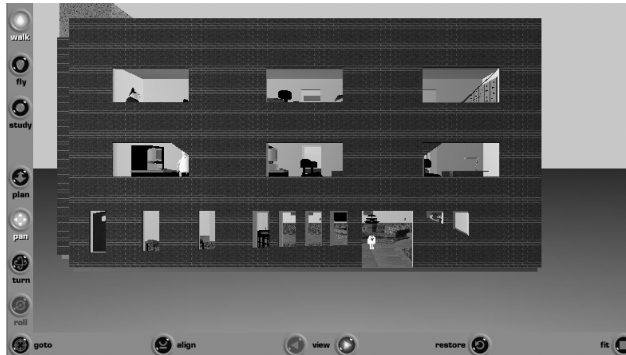 walk
fly
study
plan
pan
turn
roll
goto align view restore fit